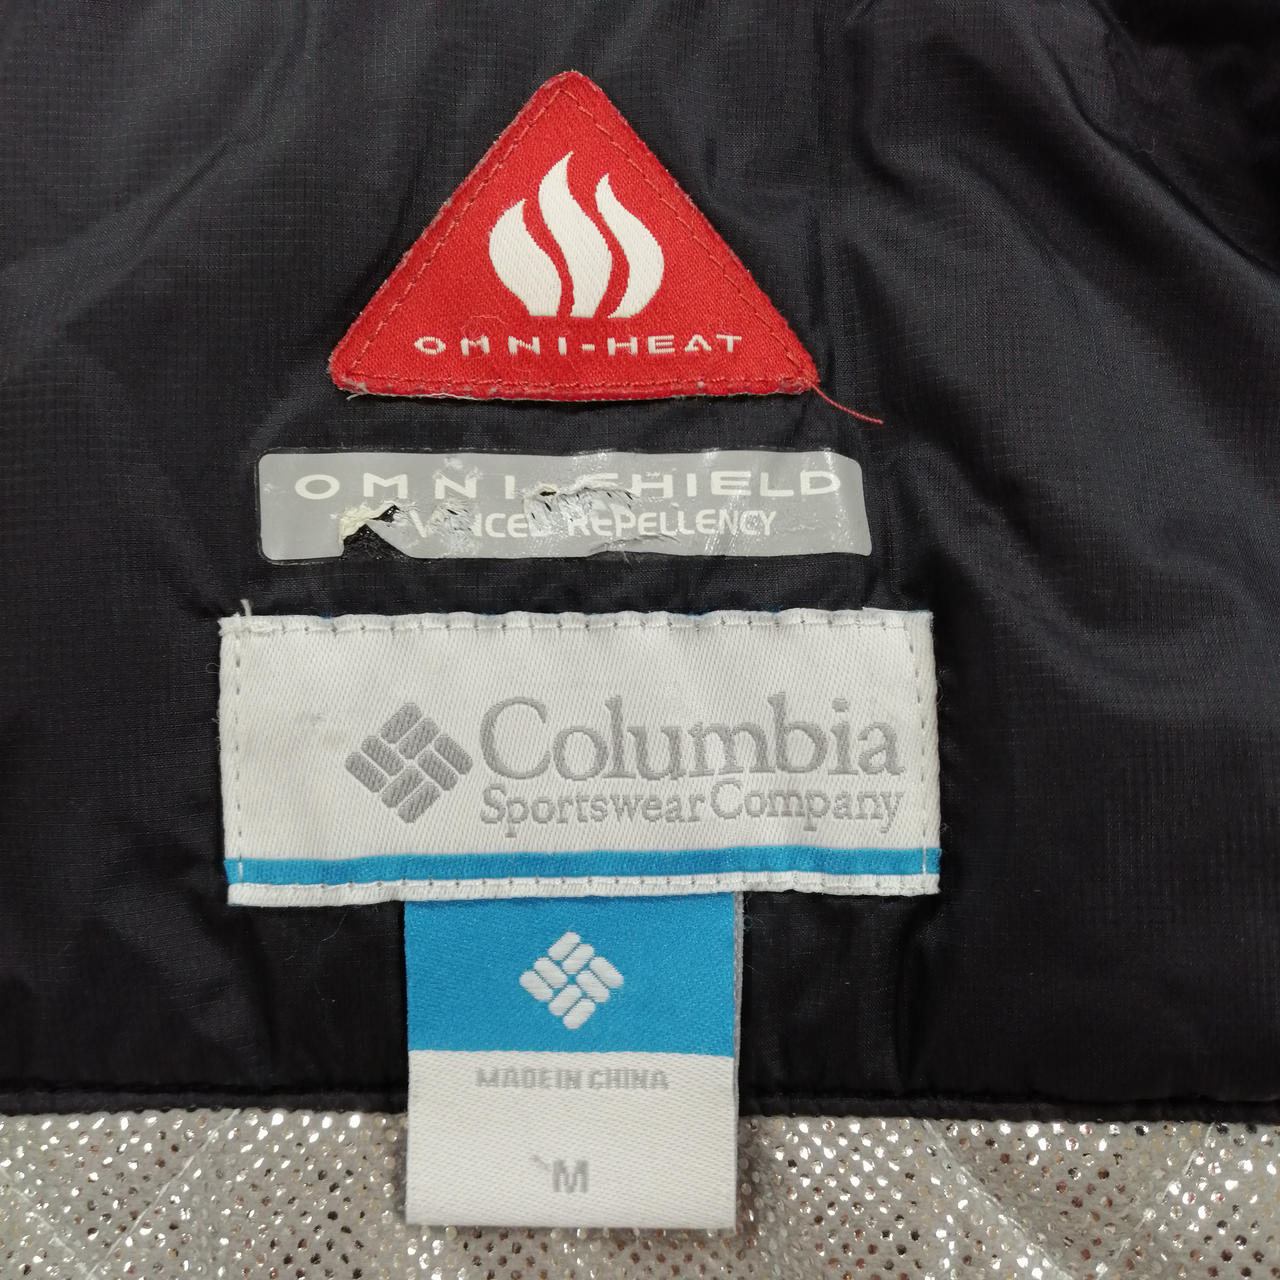 OMNI-HEAT
OMNI-SHIELD
REPELLENCY
Columbia
Sportswear Company
MADE IN CHINA
M